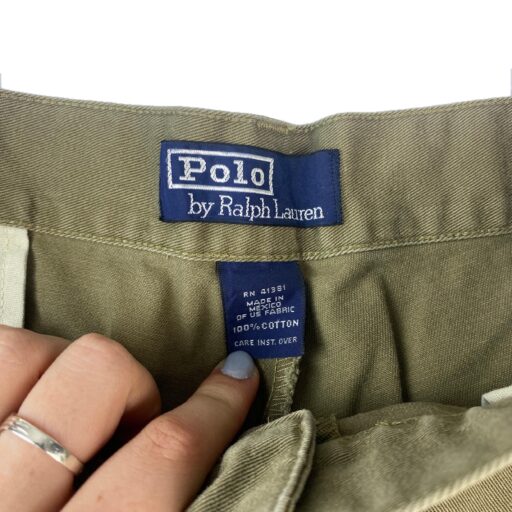 Polo
by Ralph Lauren
RN 41381
MADE IN
MEXICO
OF US FABRIC
100% COTTON
CARE INST. OVER